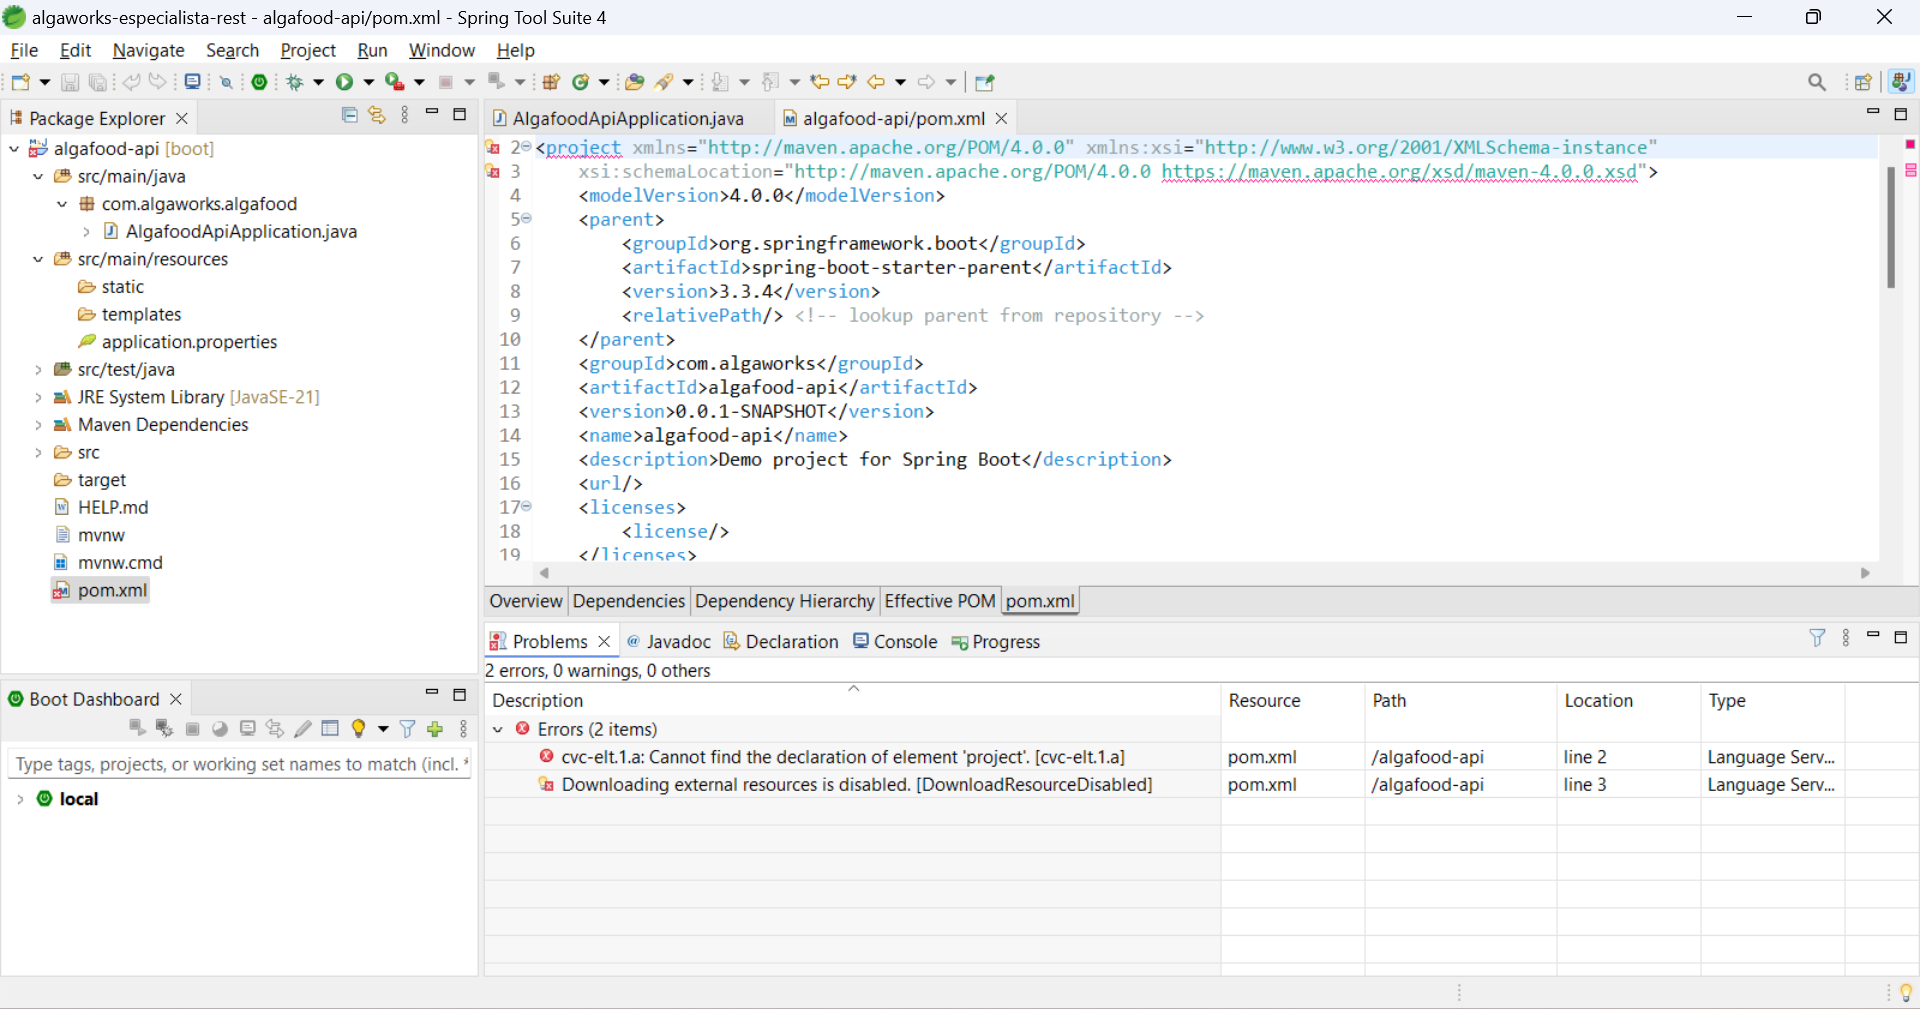 algaworks-especialista-rest - algafood-api/pom.xml - Spring Tool Suite 4
File Edit Navigate Search Project Run Window Help
Package Explorer
algafood-api [boot]
src/main/java
com.algaworks.algafood
AlgafoodApiApplication.java
src/main/resources
static
templates
application.properties
src/test/java
JRE System Library [JavaSE-21]
Maven Dependencies
src
target
HELP.md
mvnw
mvnw.cmd
pom.xml
Boot Dashboard
Type tags, projects, or working set names to match (incl. *
local
AlgafoodApiApplication.java algafood-api/pom.xml
2 <project xmlns="http://maven.apache.org/POM/4.0.0" xmlns:xsi="http://www.w3.org/2001/XMLSchema-instance"
3 xsi:schemaLocation="http://maven.apache.org/POM/4.0.0 https://maven.apache.org/xsd/maven-4.0.0.xsd">
4 <modelVersion>4.0.0</modelVersion>
5 <parent>
6 <groupId>org.springframework.boot</groupId>
7 <artifactId>spring-boot-starter-parent</artifactId>
8 <version>3.3.4</version>
9 <relativePath/> <!-- lookup parent from repository -->
10 </parent>
11 <groupId>com.algaworks</groupId>
12 <artifactId>algafood-api</artifactId>
13 <version>0.0.1-SNAPSHOT</version>
14 <name>algafood-api</name>
15 <description>Demo project for Spring Boot</description>
16 <url/>
17 <licenses>
18 <license/>
19 </licenses>
Overview Dependencies Dependency Hierarchy Effective POM pom.xml
Problems Javadoc Declaration Console Progress
2 errors, 0 warnings, 0 others
Description Resource Path Location Type
Errors (2 items)
cvc-elt.1.a: Cannot find the declaration of element 'project'. [cvc-elt.1.a] pom.xml /algafood-api line 2 Language Serv...
Downloading external resources is disabled. [DownloadResourceDisabled] pom.xml /algafood-api line 3 Language Serv...